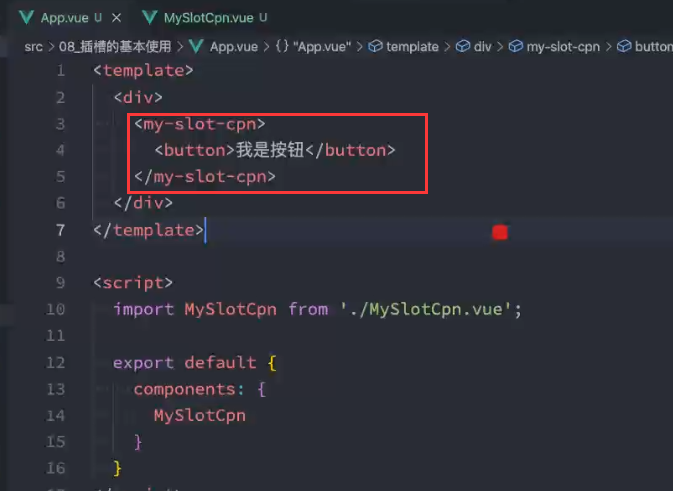 App.vue U × MySlotCpn.vue U
src > 08_插槽的基本使用 > App.vue > {} "App.vue" > template > div > my-slot-cpn > button
1 <template>
2 <div>
3 <my-slot-cpn>
4 <button>我是按钮</button>
5 </my-slot-cpn>
6 </div>
7 </template>
8
9 <script>
10 import MySlotCpn from './MySlotCpn.vue';
11
12 export default {
13 components: {
14 MySlotCpn
15 }
16 }